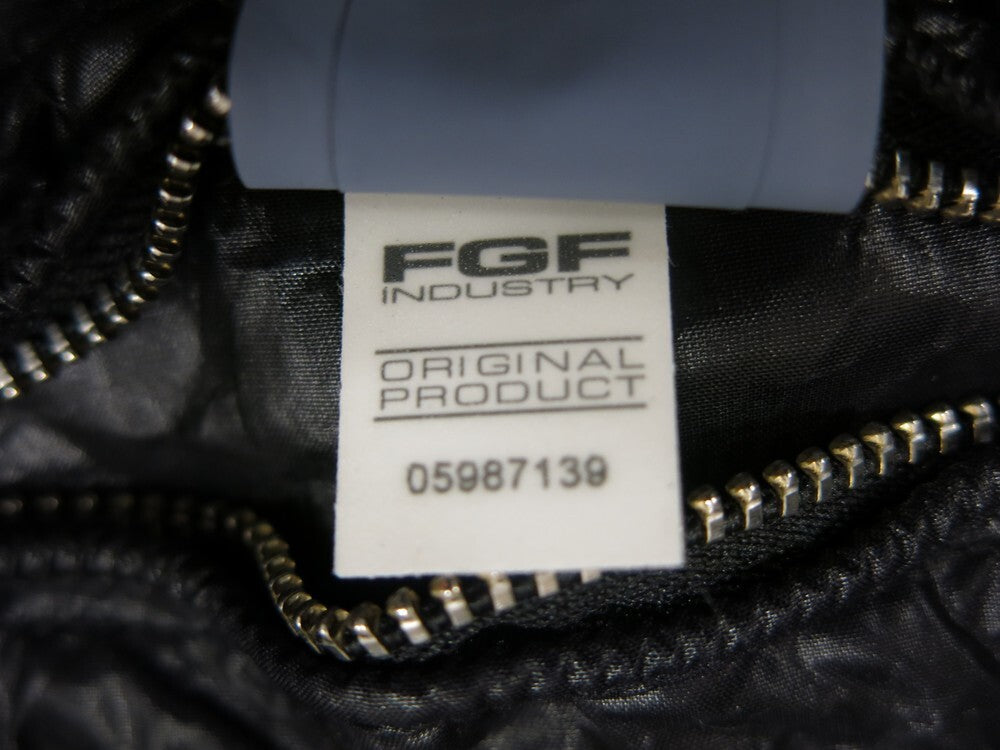 FGF
INDUSTRY
ORIGINAL
PRODUCT
05987139